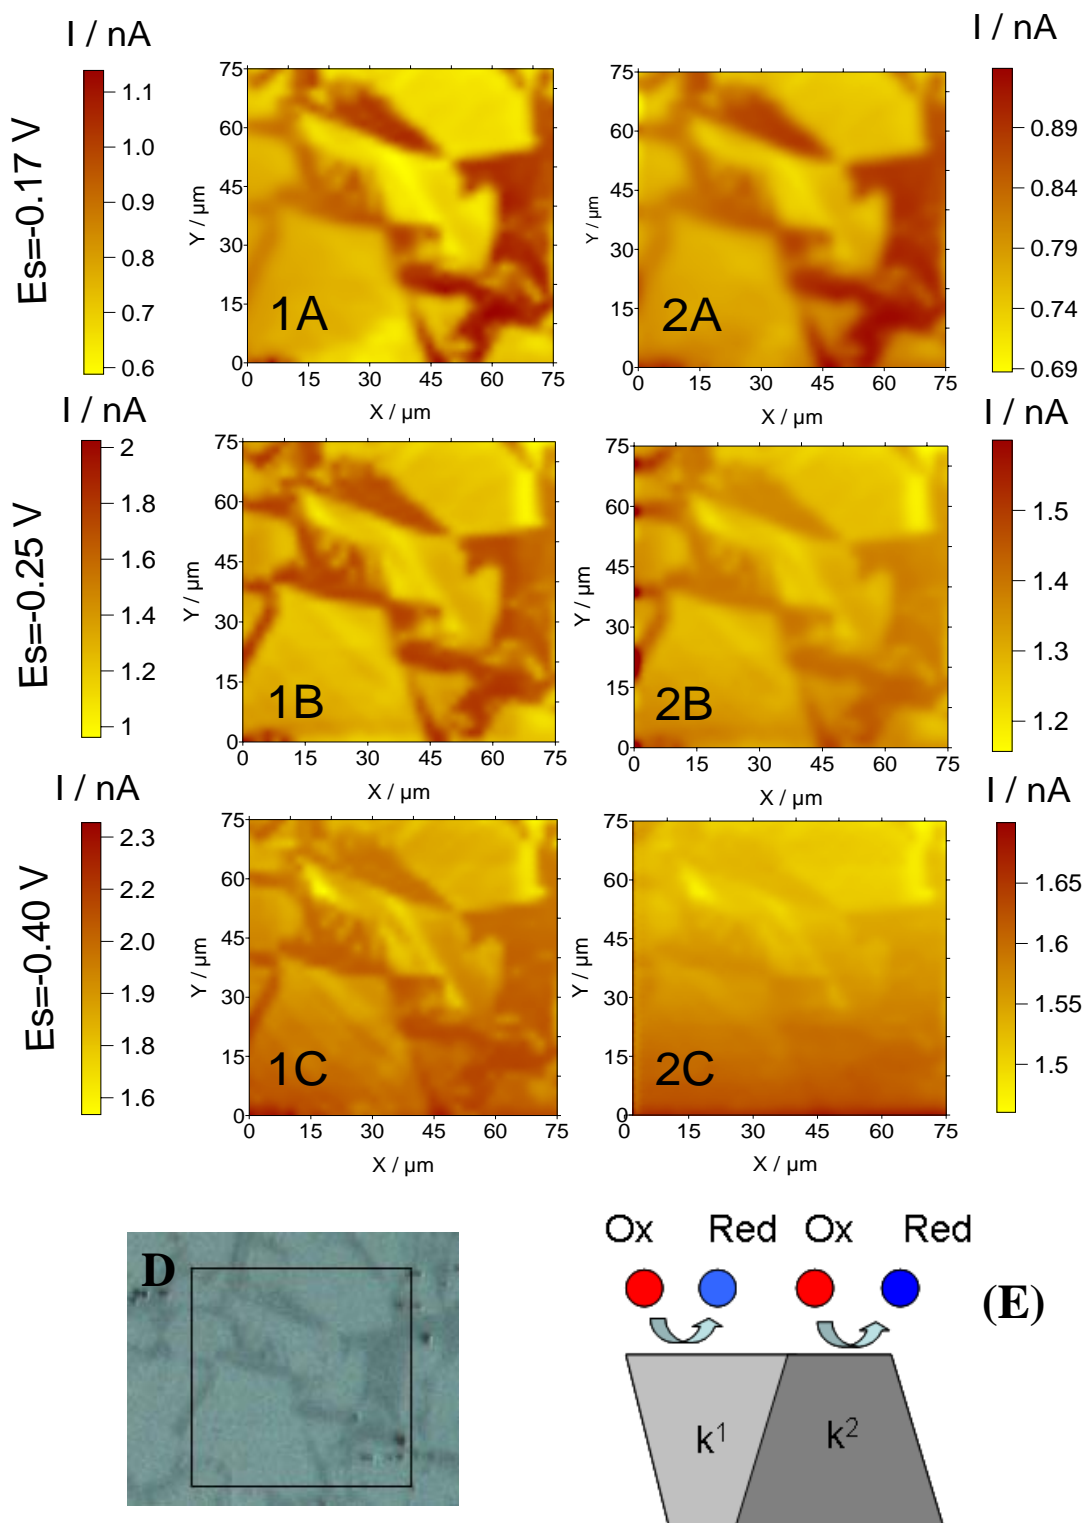 I / nA
I / nA
Es=-0.17 V
1.1
1.0
0.9
0.8
0.7
0.6
75
60
45
30
15
0
Y / µm
1A
0 15 30 45 60 75
X / µm
75
60
45
30
15
0
Y / µm
2A
0 15 30 45 60 75
X / µm
0.89
0.84
0.79
0.74
0.69
I / nA
I / nA
Es=-0.25 V
2
1.8
1.6
1.4
1.2
1
75
60
45
30
15
0
Y / µm
1B
0 15 30 45 60 75
X / µm
75
60
45
30
15
0
Y / µm
2B
0 15 30 45 60 75
X / µm
1.5
1.4
1.3
1.2
I / nA
I / nA
Es=-0.40 V
2.3
2.2
2.0
1.9
1.8
1.6
75
60
45
30
15
0
Y / µm
1C
0 15 30 45 60 75
X / µm
75
60
45
30
15
0
Y / µm
2C
0 15 30 45 60 75
X / µm
1.65
1.6
1.55
1.5
D
Ox Red Ox Red
(E)
k¹ k²